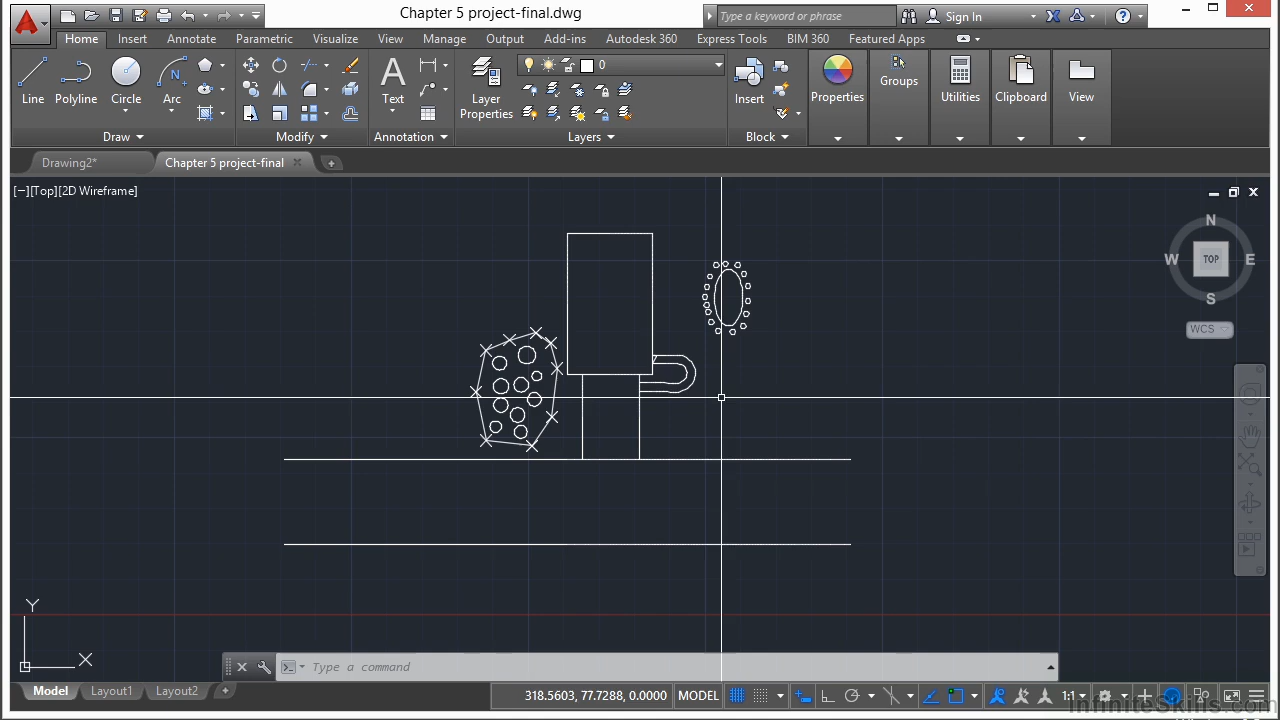 Chapter 5 project-final.dwg
Type a keyword or phrase
Sign In
Home Insert Annotate Parametric Visualize View Manage Output Add-ins Autodesk 360 Express Tools BIM 360 Featured Apps
Line Polyline Circle Arc
Text
Layer
Properties
0
Insert
Properties
Groups
Utilities
Clipboard
View
Draw Modify Annotation Layers Block
Drawing2* Chapter 5 project-final
[−][Top][2D Wireframe]
N
W TOP E
S
WCS
Y
X
Type a command
Model Layout1 Layout2
318.5603, 77.7288, 0.0000 MODEL 1:1
InfiniteSkills.com